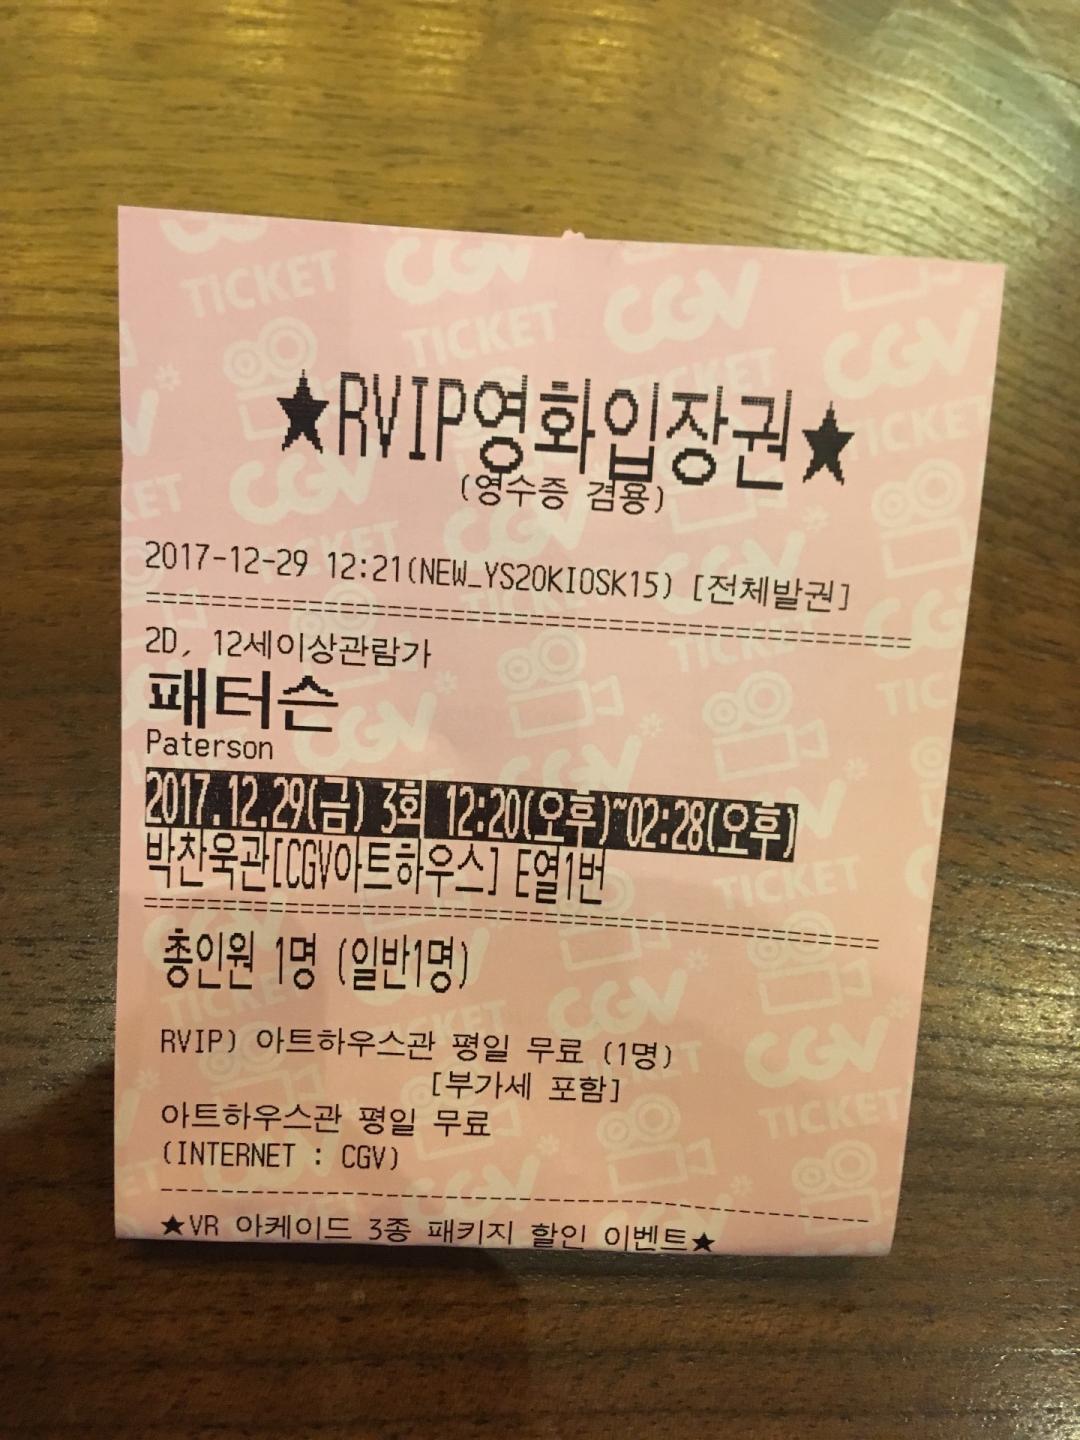 ★RVIP영화입장권★
(영수증 겸용)
2017-12-29 12:21(NEW_YS20KIOSK15) [전체발권]
2D, 12세이상관람가
패터슨
Paterson
2017.12.29(금) 3회 12:20(오후)~02:28(오후)
박찬욱관[CGV아트하우스] E열1번
총인원 1명 (일반1명)
RVIP) 아트하우스관 평일 무료 (1명)
[부가세 포함]
아트하우스관 평일 무료
(INTERNET : CGV)
★VR 아케이드 3종 패키지 할인 이벤트★